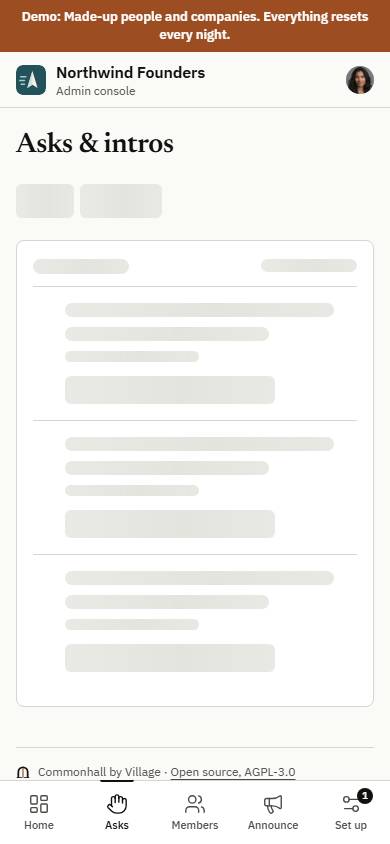 Demo: Made-up people and companies. Everything resets
every night.
Northwind Founders
Admin console
Asks & intros
Commonhall by Village · Open source, AGPL-3.0
1
Home
Asks
Members
Announce
Set up